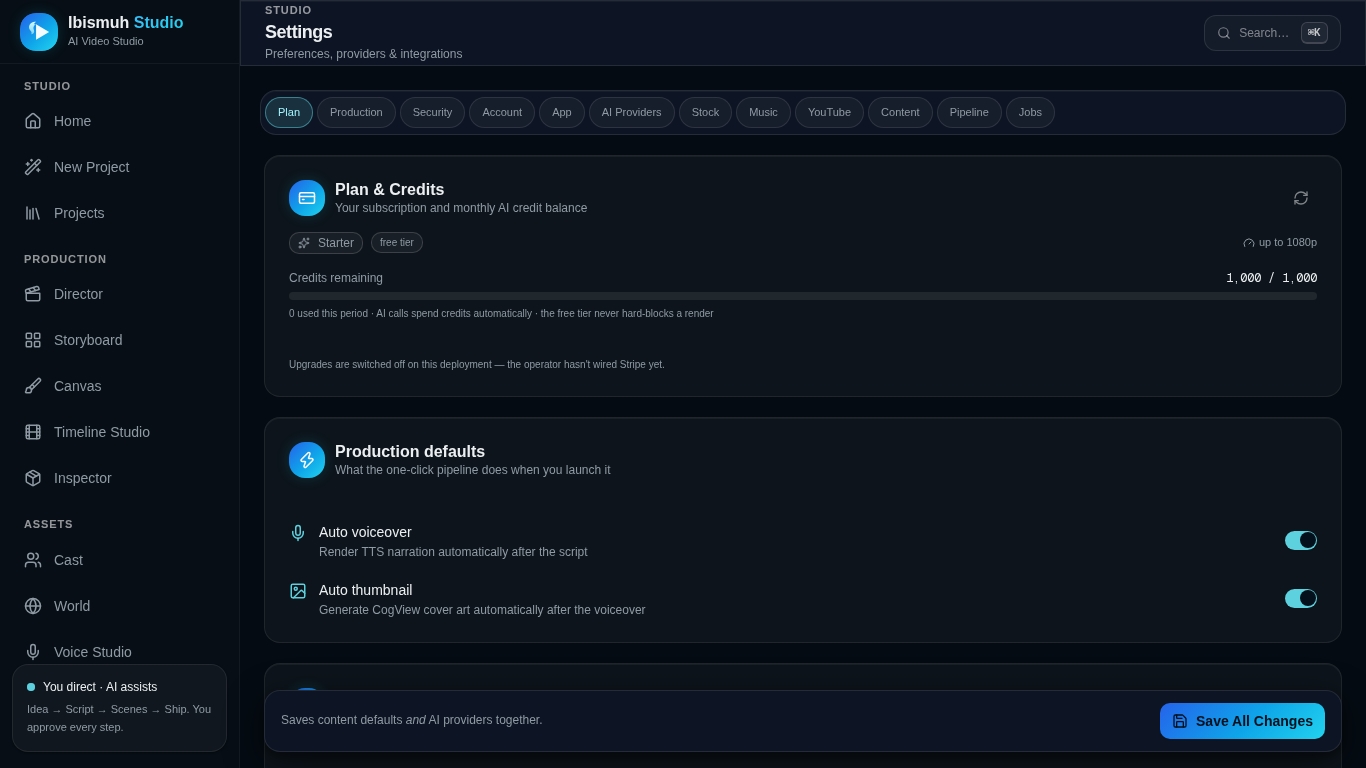 Ibismuh Studio
AI Video Studio
STUDIO
Home
New Project
Projects
PRODUCTION
Director
Storyboard
Canvas
Timeline Studio
Inspector
ASSETS
Cast
World
Voice Studio
You direct · AI assists
Idea → Script → Scenes → Ship. You
approve every step.
STUDIO
Settings
Preferences, providers & integrations
Search…
⌘K
Plan
Production
Security
Account
App
AI Providers
Stock
Music
YouTube
Content
Pipeline
Jobs
Plan & Credits
Your subscription and monthly AI credit balance
Starter
free tier
up to 1080p
Credits remaining
1,000 / 1,000
0 used this period · AI calls spend credits automatically · the free tier never hard-blocks a render
Upgrades are switched off on this deployment — the operator hasn't wired Stripe yet.
Production defaults
What the one-click pipeline does when you launch it
Auto voiceover
Render TTS narration automatically after the script
Auto thumbnail
Generate CogView cover art automatically after the voiceover
Saves content defaults and AI providers together.
Save All Changes